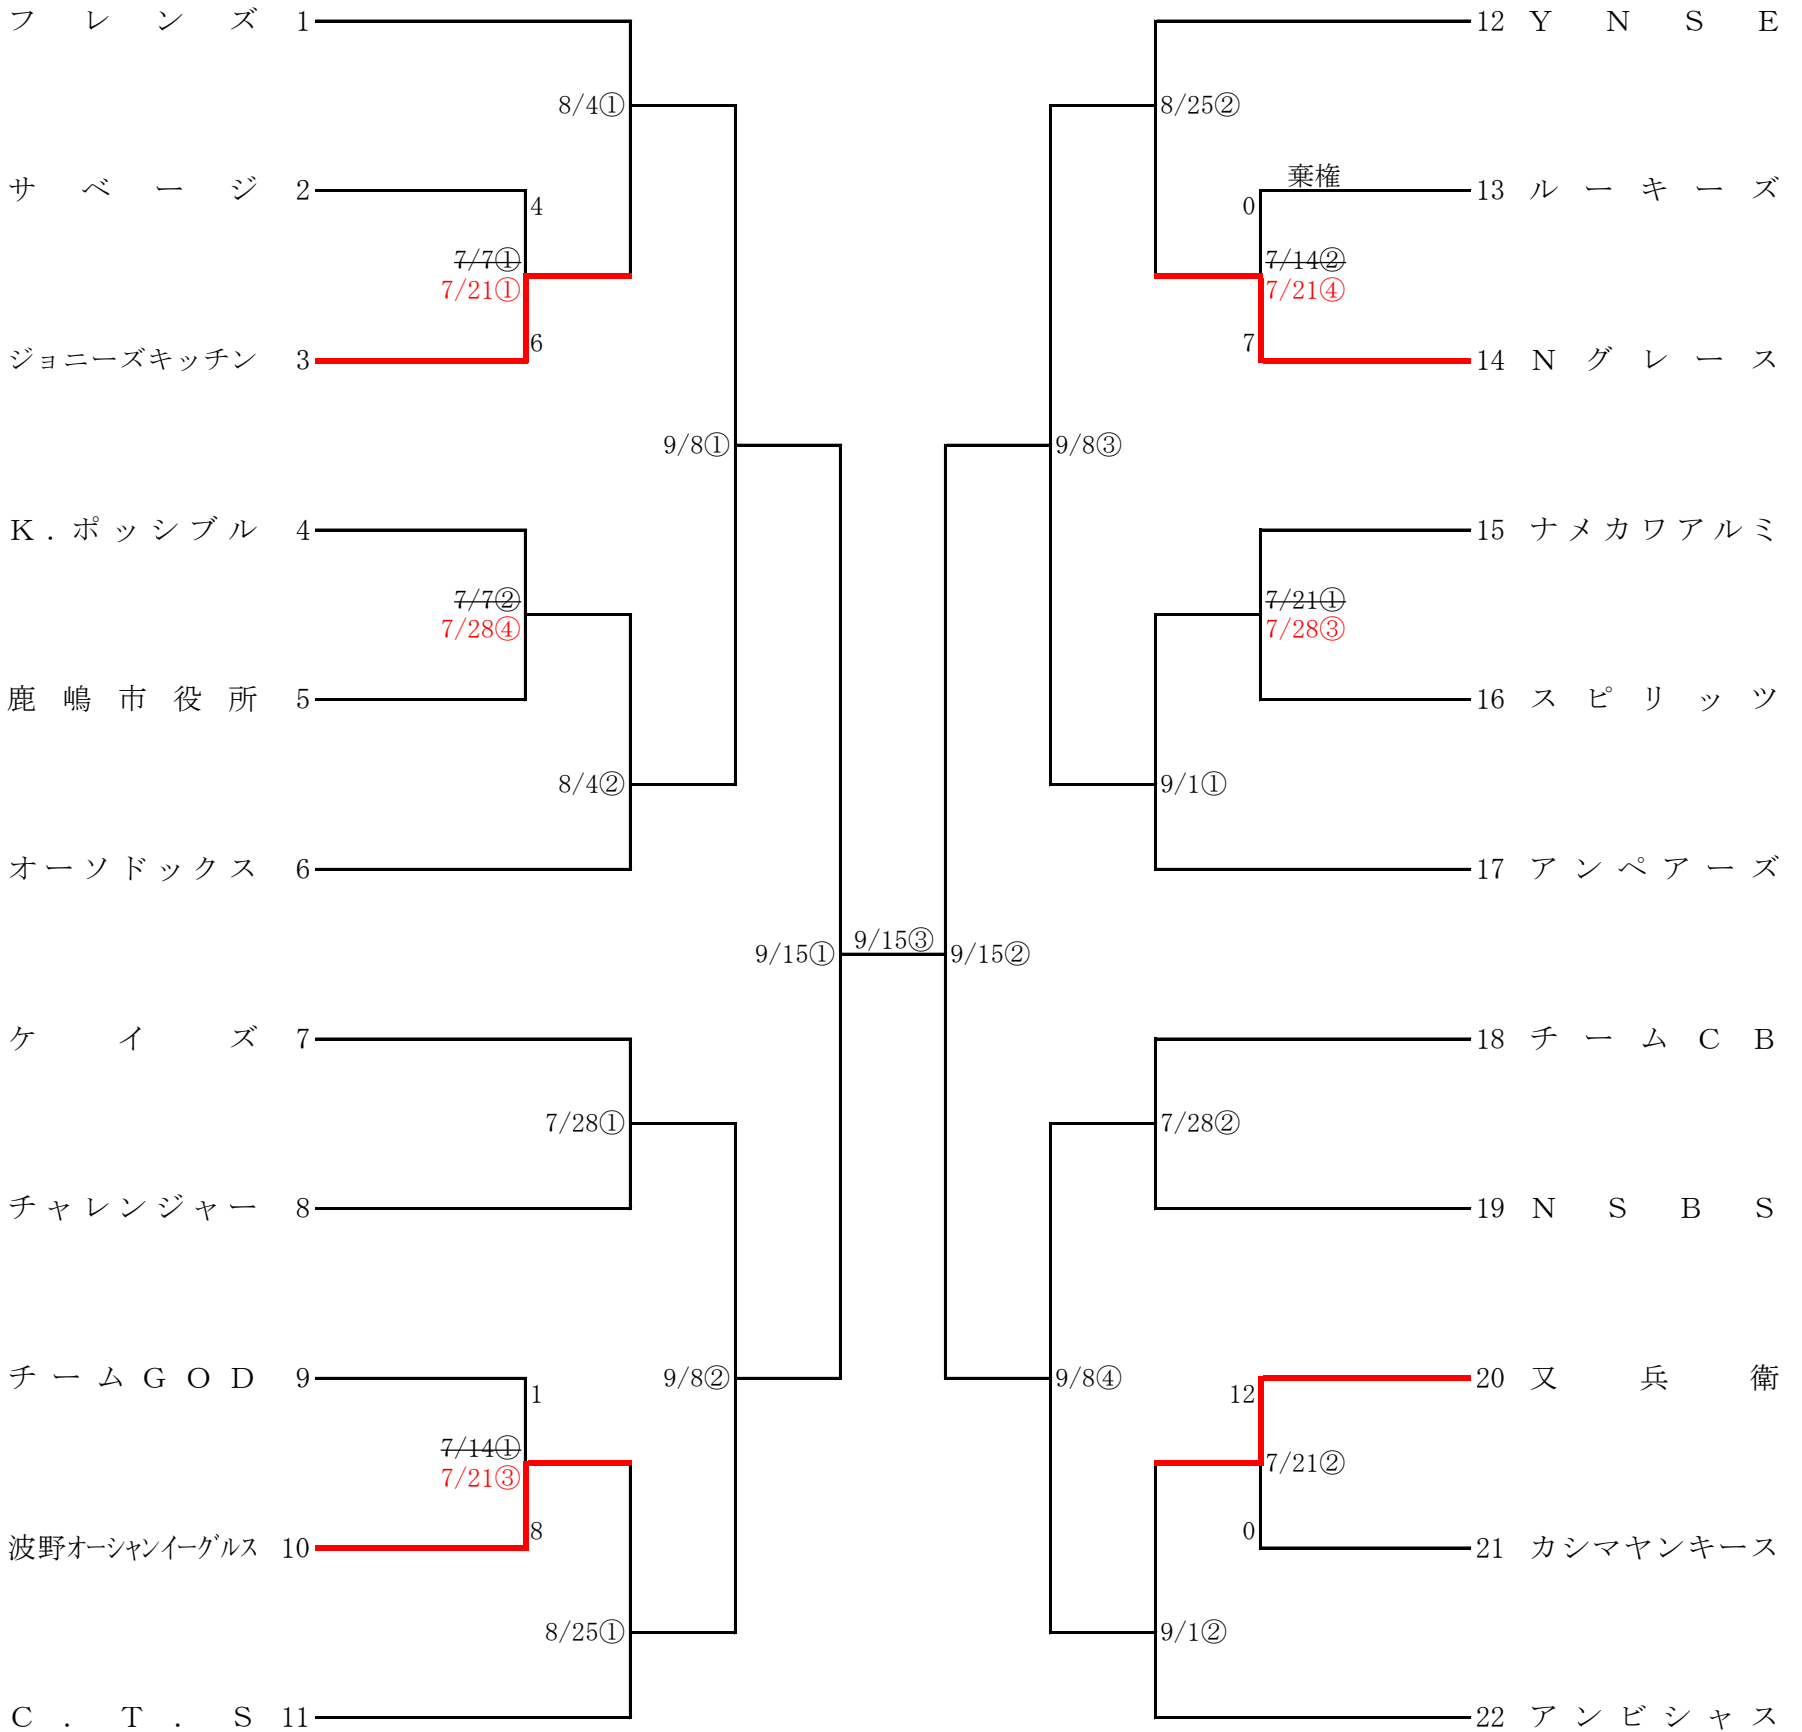 フレンズ 1
8/4①
サベージ 2
4
7/7①
7/21①
6
ジョニーズキッチン 3
9/8①
K.ポッシブル 4
7/7②
7/28④
鹿嶋市役所 5
8/4②
オーソドックス 6
9/15①
9/15③
ケイズ 7
7/28①
チャレンジャー 8
チームGOD 9
1
9/8②
7/14①
7/21③
8
波野オーシャンイーグルス 10
8/25①
C.T.S 11
12 YNSE
8/25②
棄権
13 ルーキーズ
0
7/14②
7/21④
7
14 Nグレース
9/8③
15 ナメカワアルミ
7/21①
7/28③
16 スピリッツ
9/1①
17 アンペアーズ
9/15②
18 チームCB
7/28②
19 NSBS
9/8④
20 又兵衛
12
7/21②
0
21 カシマヤンキース
9/1②
22 アンビシャス